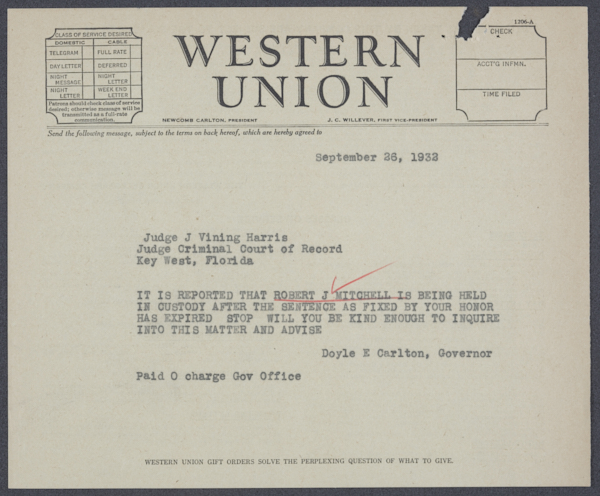 1206-A
CLASS OF SERVICE DESIRED
DOMESTIC CABLE
TELEGRAM FULL RATE
DAY LETTER DEFERRED
NIGHT MESSAGE NIGHT LETTER
NIGHT LETTER WEEK END LETTER
Patrons should check class of service
desired; otherwise message will be
transmitted as a full-rate
communication.
WESTERN
UNION
NEWCOMB CARLTON, PRESIDENT J. C. WILLEVER, FIRST VICE-PRESIDENT
CHECK
ACCT'G INFMN.
TIME FILED
Send the following message, subject to the terms on back hereof, which are hereby agreed to
September 26, 1932
Judge J Vining Harris
Judge Criminal Court of Record
Key West, Florida
IT IS REPORTED THAT ROBERT J MITCHELL IS BEING HELD
IN CUSTODY AFTER THE SENTENCE AS FIXED BY YOUR HONOR
HAS EXPIRED STOP WILL YOU BE KIND ENOUGH TO INQUIRE
INTO THIS MATTER AND ADVISE
Doyle E Carlton, Governor
Paid O charge Gov Office
WESTERN UNION GIFT ORDERS SOLVE THE PERPLEXING QUESTION OF WHAT TO GIVE.